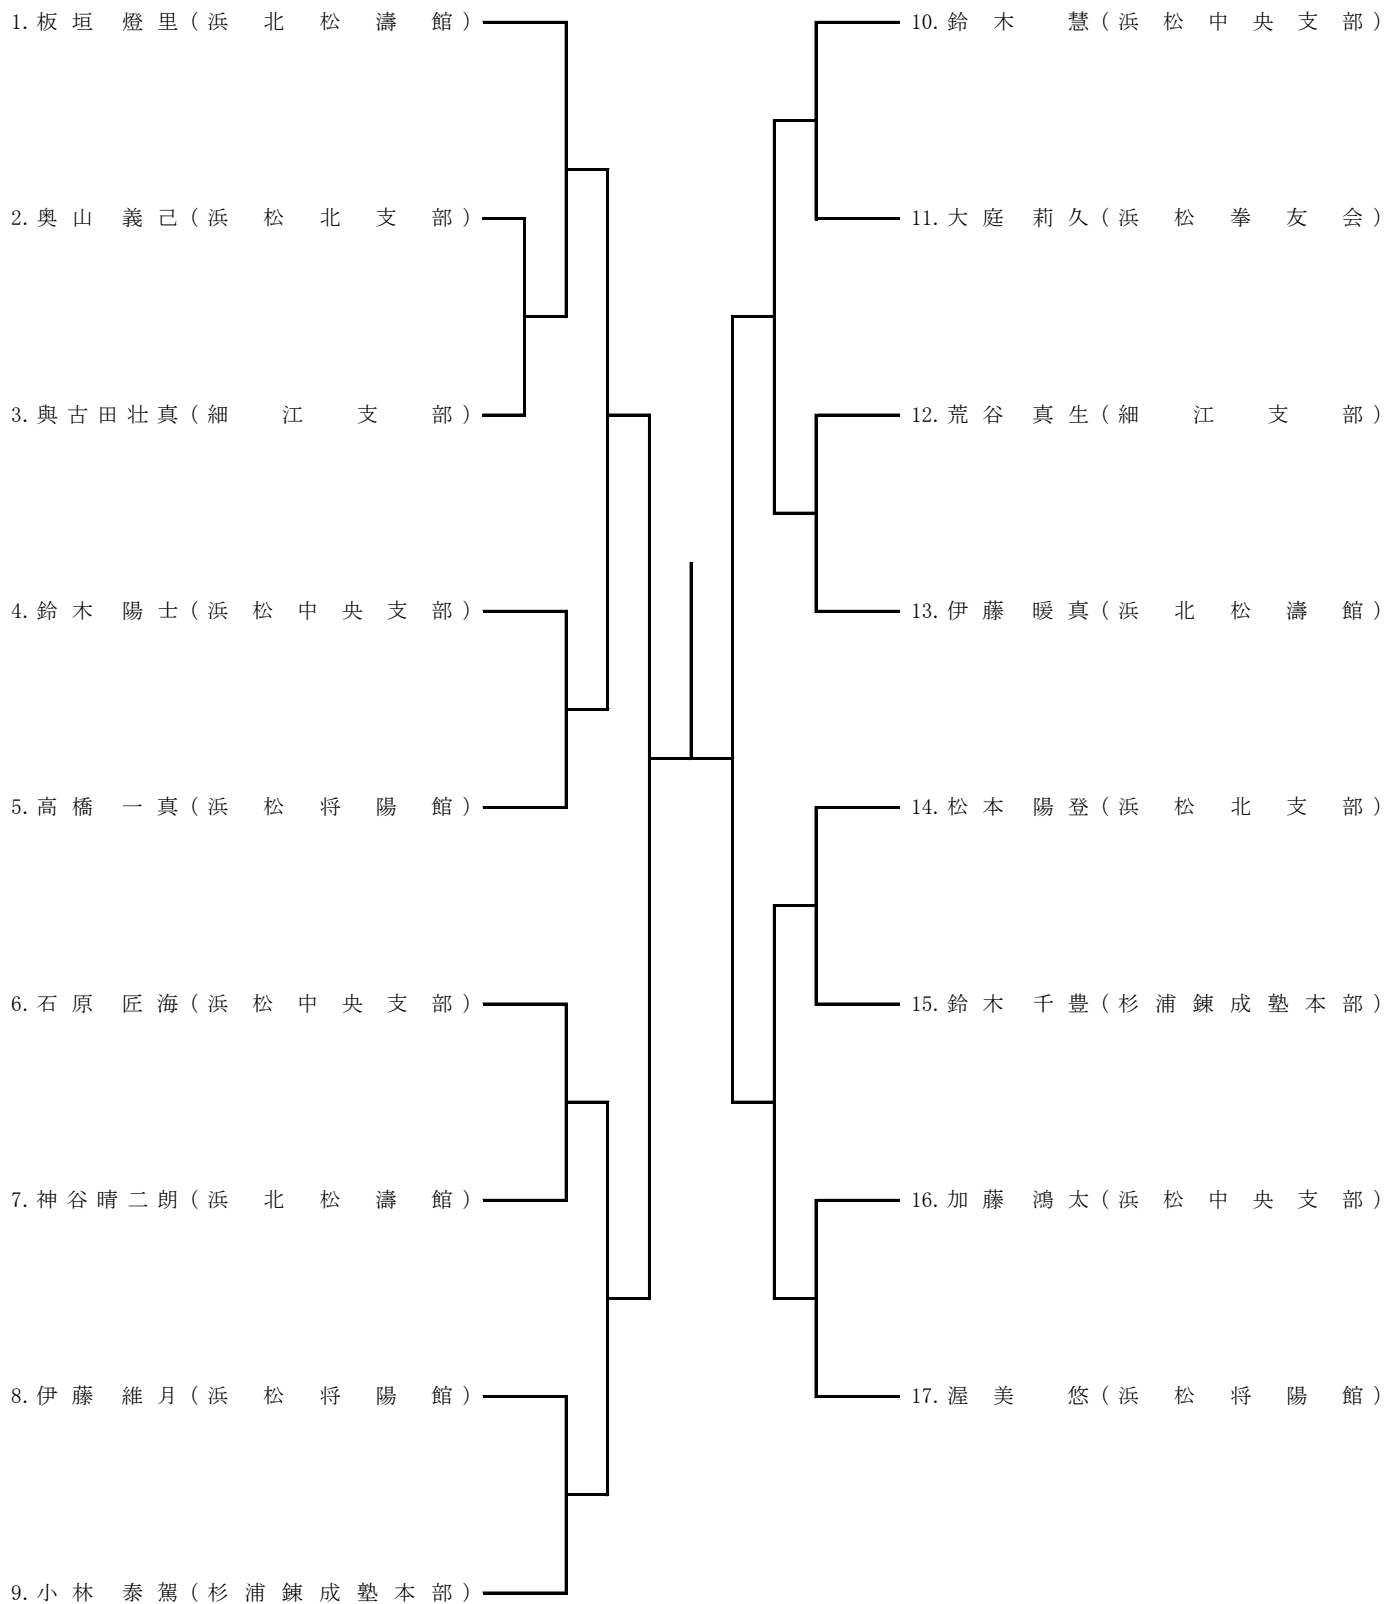 1. 板垣 燈里 (浜北松濤館)
2. 奥山 義己 (浜松北支部)
3. 與古田壮真 (細江支部)
4. 鈴木 陽士 (浜松中央支部)
5. 高橋 一真 (浜松将陽館)
6. 石原 匠海 (浜松中央支部)
7. 神谷晴二朗 (浜北松濤館)
8. 伊藤 維月 (浜松将陽館)
9. 小林 泰駕 (杉浦錬成塾本部)
10. 鈴木 慧 (浜松中央支部)
11. 大庭 莉久 (浜松拳友会)
12. 荒谷 真生 (細江支部)
13. 伊藤 暖真 (浜北松濤館)
14. 松本 陽登 (浜松北支部)
15. 鈴木 千豊 (杉浦錬成塾本部)
16. 加藤 鴻太 (浜松中央支部)
17. 渥美 悠 (浜松将陽館)